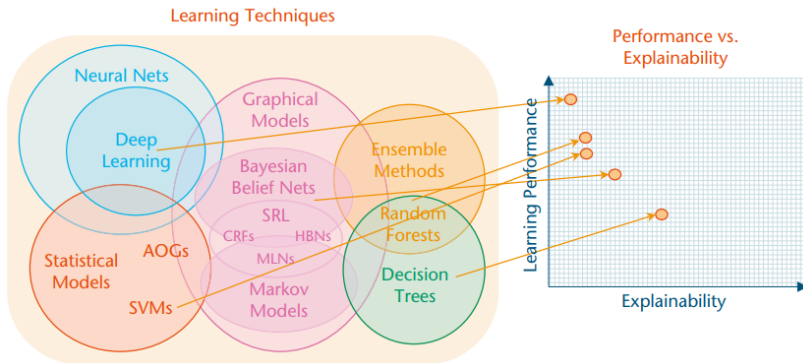 Learning Techniques
Neural Nets
Deep
Learning
Graphical
Models
Bayesian
Belief Nets
SRL
CRFs
HBNs
MLNs
Markov
Models
Ensemble
Methods
Random
Forests
Decision
Trees
Statistical
Models
AOGs
SVMs
Performance vs.
Explainability
Learning Performance
Explainability